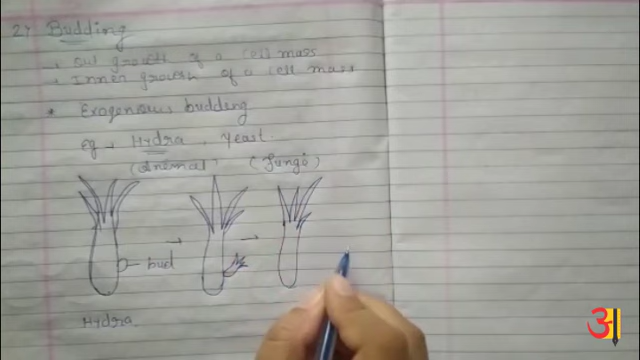 2) Budding
→ Out growth of a cell mass
→ Inner growth of a cell mass
* Exogenious budding
eg → Hydra, Yeast.
(Animal) (Fungi)
bud
Hydra